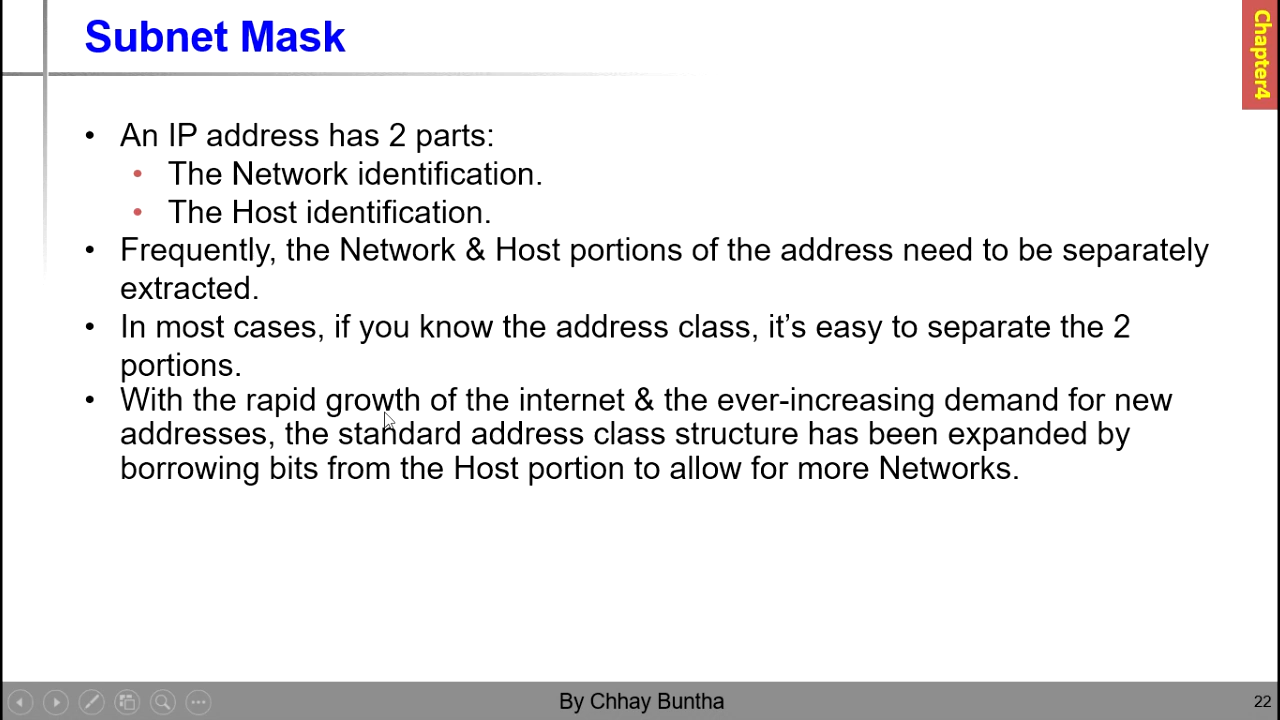 Subnet Mask
Chapter4
• An IP address has 2 parts:
• The Network identification.
• The Host identification.
• Frequently, the Network & Host portions of the address need to be separately
extracted.
• In most cases, if you know the address class, it’s easy to separate the 2
portions.
• With the rapid growth of the internet & the ever-increasing demand for new
addresses, the standard address class structure has been expanded by
borrowing bits from the Host portion to allow for more Networks.
By Chhay Buntha
22